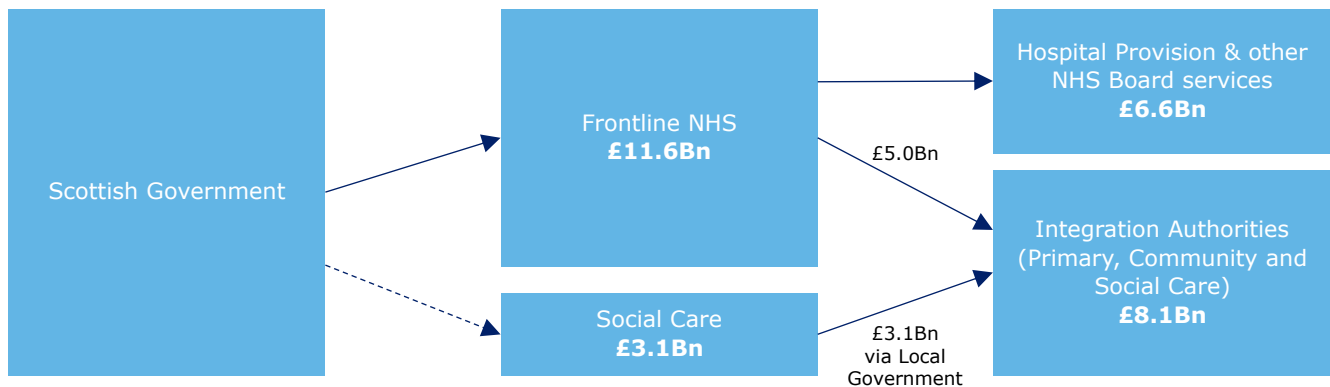 Scottish Government
Frontline NHS
£11.6Bn
Social Care
£3.1Bn
£5.0Bn
£3.1Bn
via Local
Government
Hospital Provision & other
NHS Board services
£6.6Bn
Integration Authorities
(Primary, Community and
Social Care)
£8.1Bn